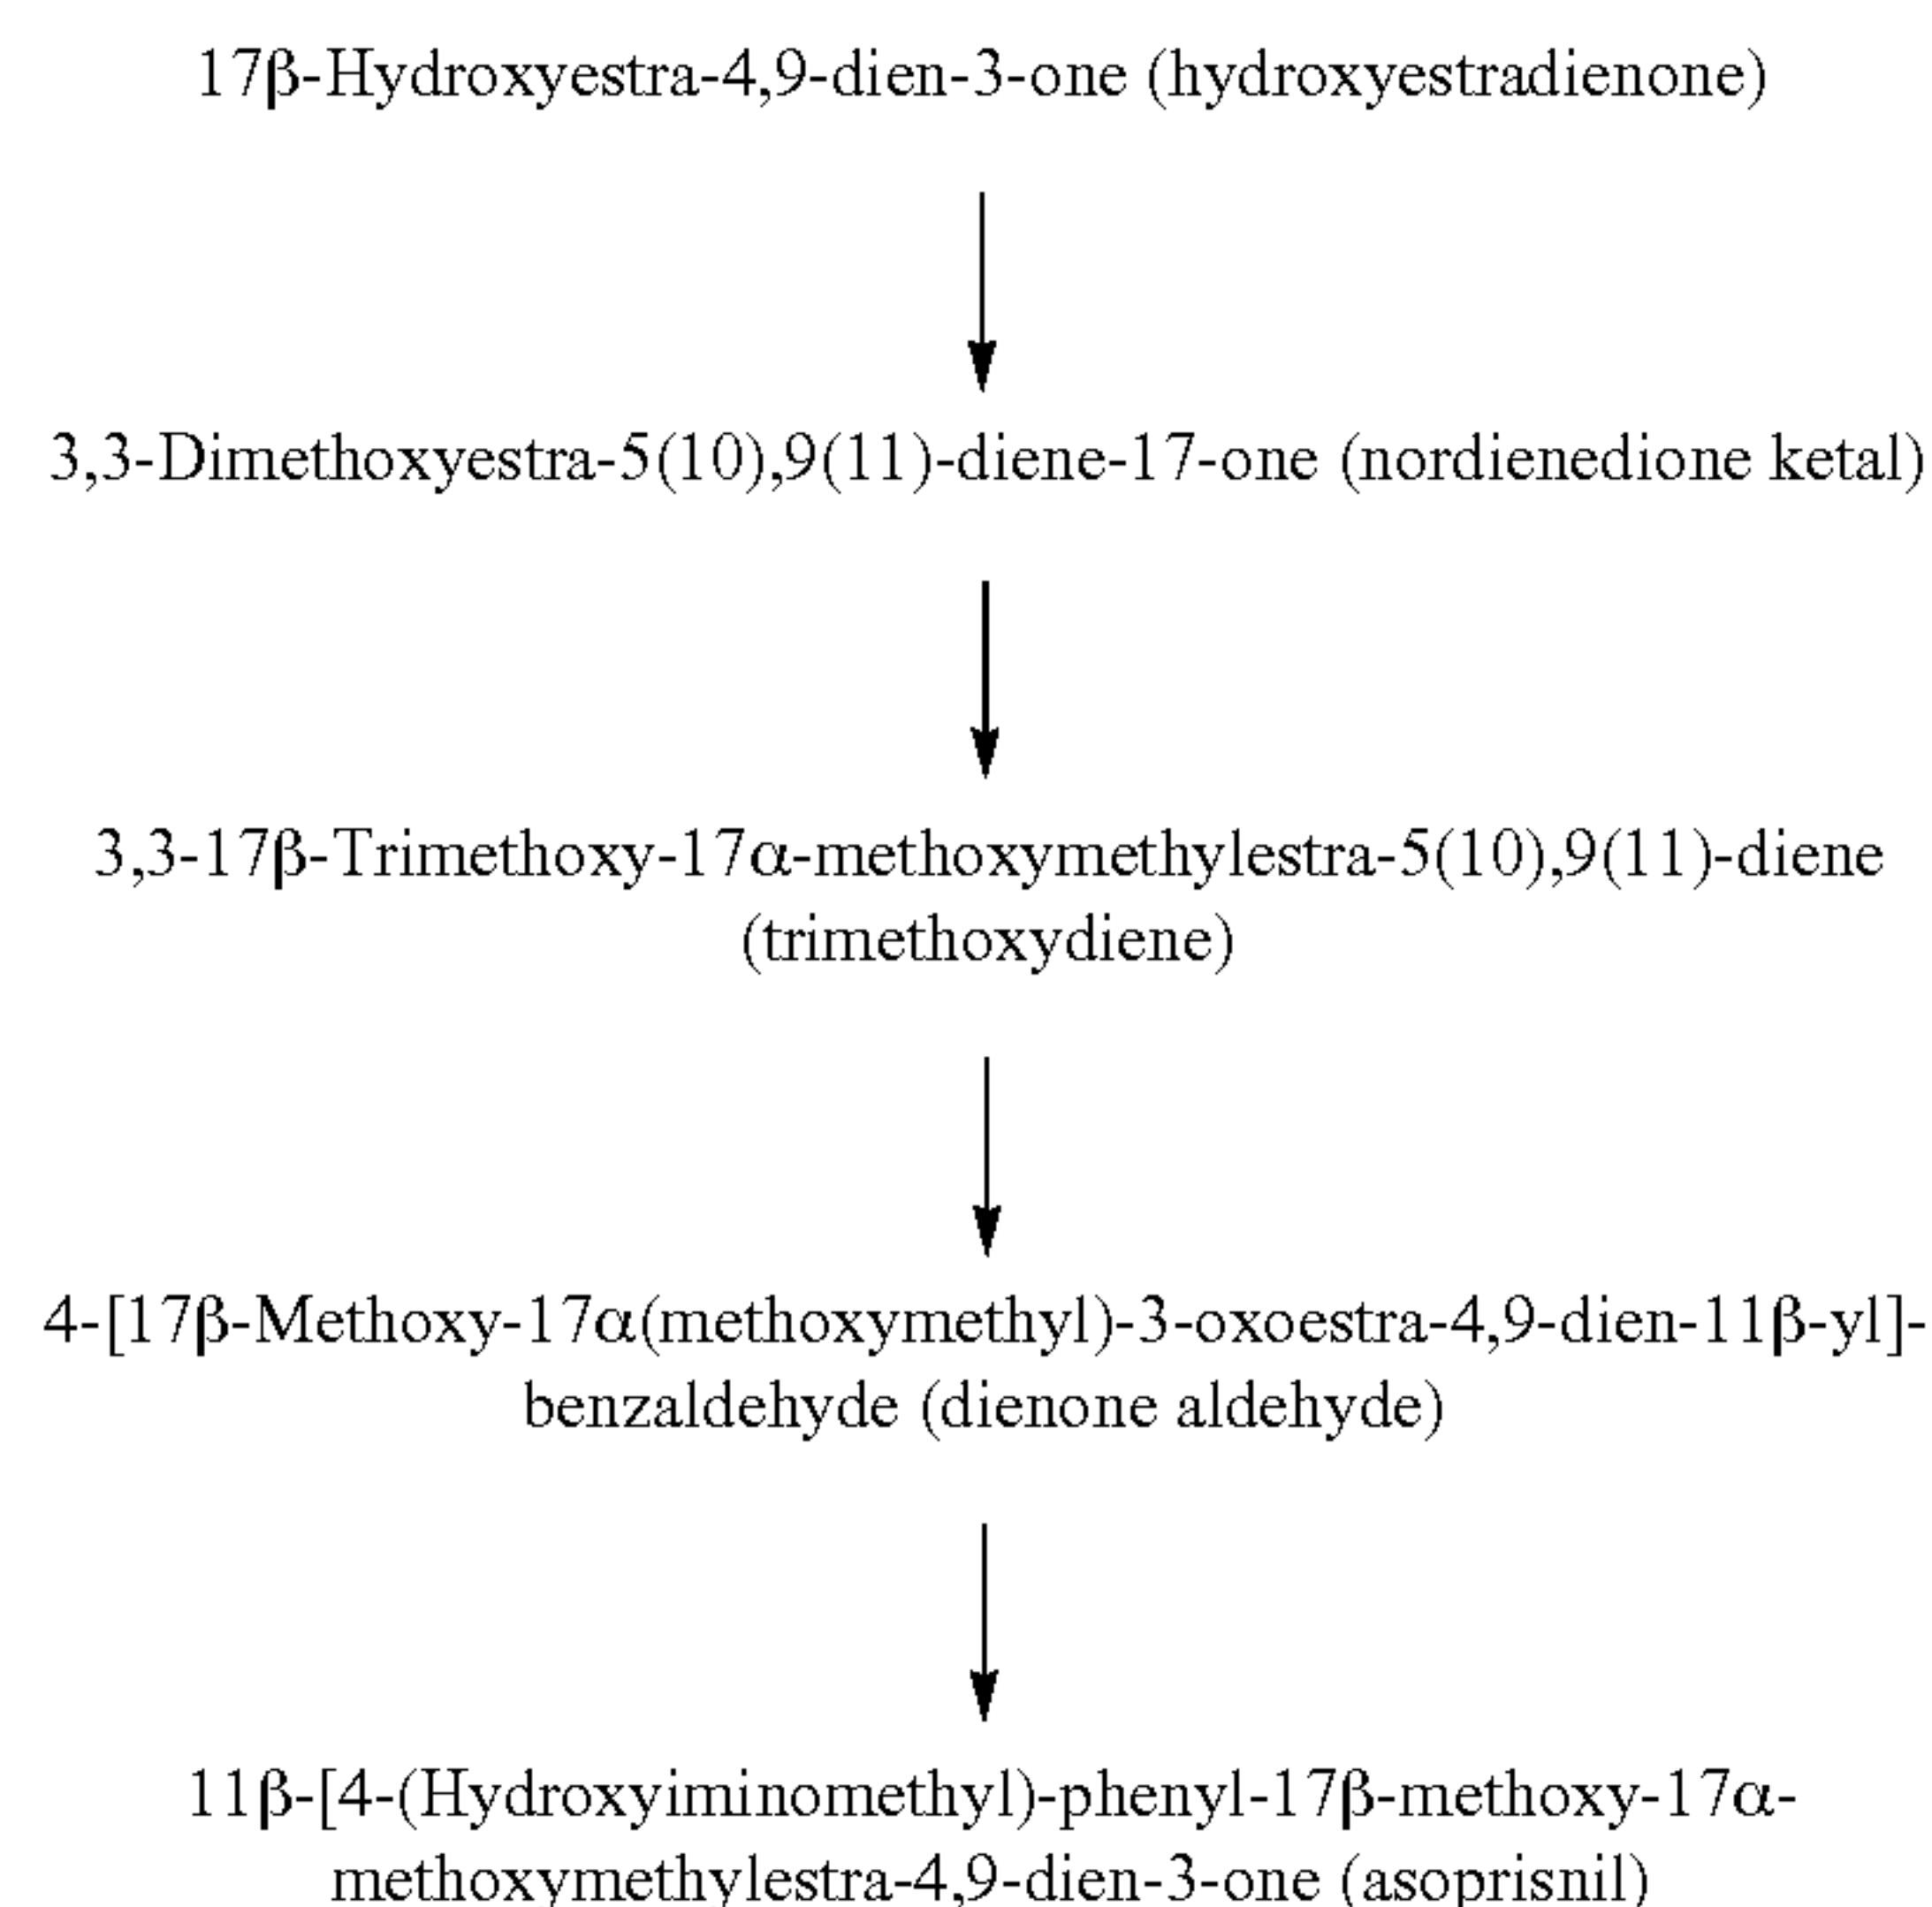 17β-Hydroxyestra-4,9-dien-3-one (hydroxyestradienone)
3,3-Dimethoxyestra-5(10),9(11)-diene-17-one (nordienedione ketal)
3,3-17β-Trimethoxy-17α-methoxymethylestra-5(10),9(11)-diene
(trimethoxydiene)
4-[17β-Methoxy-17α(methoxymethyl)-3-oxoestra-4,9-dien-11β-yl]-
benzaldehyde (dienone aldehyde)
11β-[4-(Hydroxyiminomethyl)-phenyl-17β-methoxy-17α-
methoxymethylestra-4,9-dien-3-one (asoprisnil)